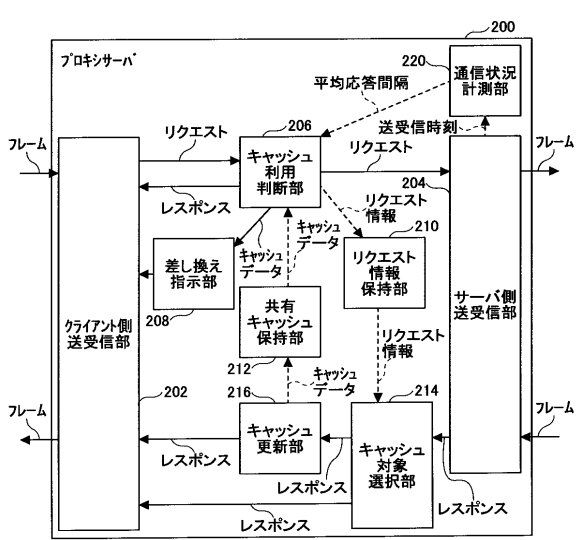 200
プロキシサーバ
220
通信状況
計測部
平均応答間隔
送受信時刻
フレーム
リクエスト
206
キャッシュ
利用
判断部
リクエスト
204
フレーム
レスポンス
リクエスト
情報
キャッシュ
データ
キャッシュ
データ
210
リクエスト
情報
保持部
差し換え
指示部
208
共有
キャッシュ
保持部
212
サーバ側
送受信部
クライアント側
送受信部
202
リクエスト
情報
キャッシュ
データ
216
キャッシュ
更新部
214
キャッシュ
対象
選択部
フレーム
フレーム
レスポンス
レスポンス
レスポンス
レスポンス